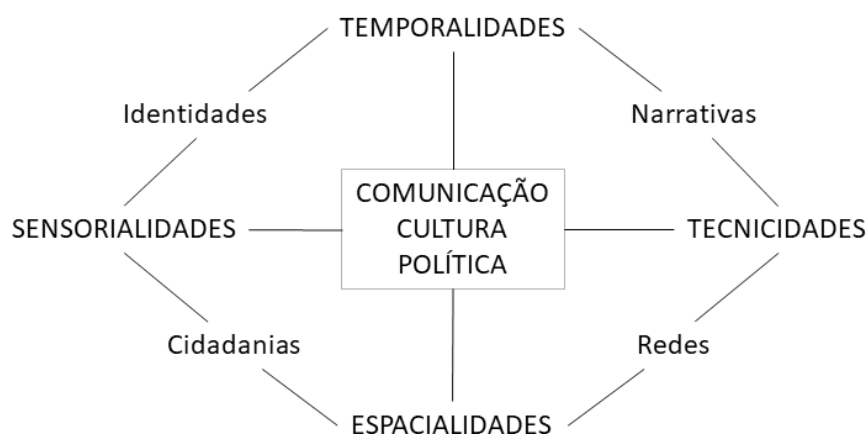 TEMPORALIDADES
Identidades
Narrativas
COMUNICAÇÃO
CULTURA
POLÍTICA
SENSORIALIDADES
TECNICIDADES
Cidadanias
Redes
ESPACIALIDADES